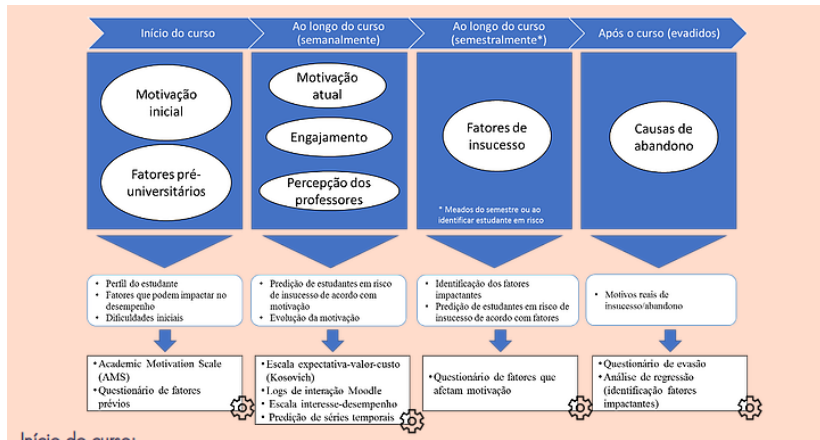 Início do curso
Ao longo do curso
(semanalmente)
Ao longo do curso
(semestralmente*)
Após o curso (evadidos)
Motivação
inicial
Fatores pré-
universitários
Motivação
atual
Engajamento
Percepção dos
professores
Fatores de
insucesso
* Meados do semestre ou ao
identificar estudante em risco
Causas de
abandono
• Perfil do estudante
• Fatores que podem impactar no
desempenho
• Dificuldades iniciais
• Predição de estudantes em risco
de insucesso de acordo com
motivação
• Evolução da motivação
• Identificação dos fatores
impactantes
• Predição de estudantes em risco de
insucesso de acordo com fatores
• Motivos reais de
insucesso/abandono
• Academic Motivation Scale
(AMS)
• Questionário de fatores
prévios
• Escala expectativa-valor-custo
(Kosovich)
• Logs de interação Moodle
• Escala interesse-desempenho
• Predição de séries temporais
• Questionário de fatores que
afetam motivação
• Questionário de evasão
• Análise de regressão
(identificação fatores
impactantes)
Início do curso: